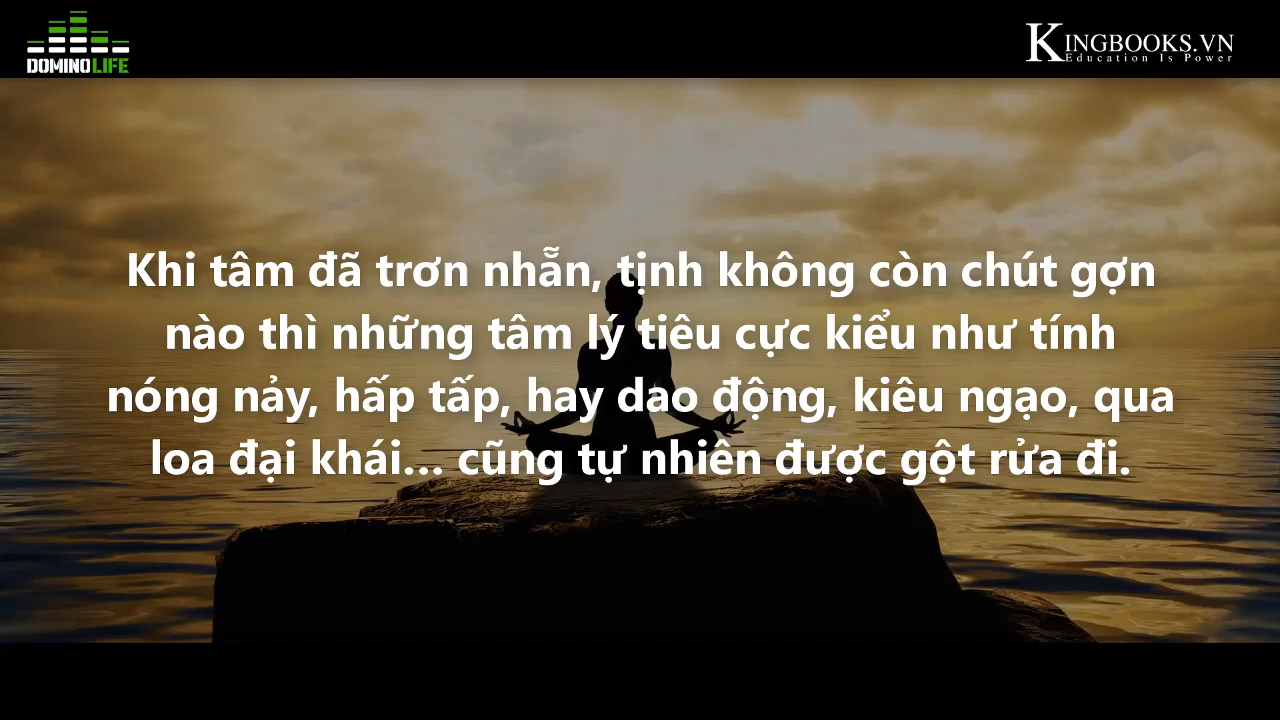 DOMINOLIFE
KINGBOOKS.VN
Education Is Power
Khi tâm đã trơn nhẵn, tịnh không còn chút gợn
nào thì những tâm lý tiêu cực kiểu như tính
nóng nảy, hấp tấp, hay dao động, kiêu ngạo, qua
loa đại khái... cũng tự nhiên được gột rửa đi.